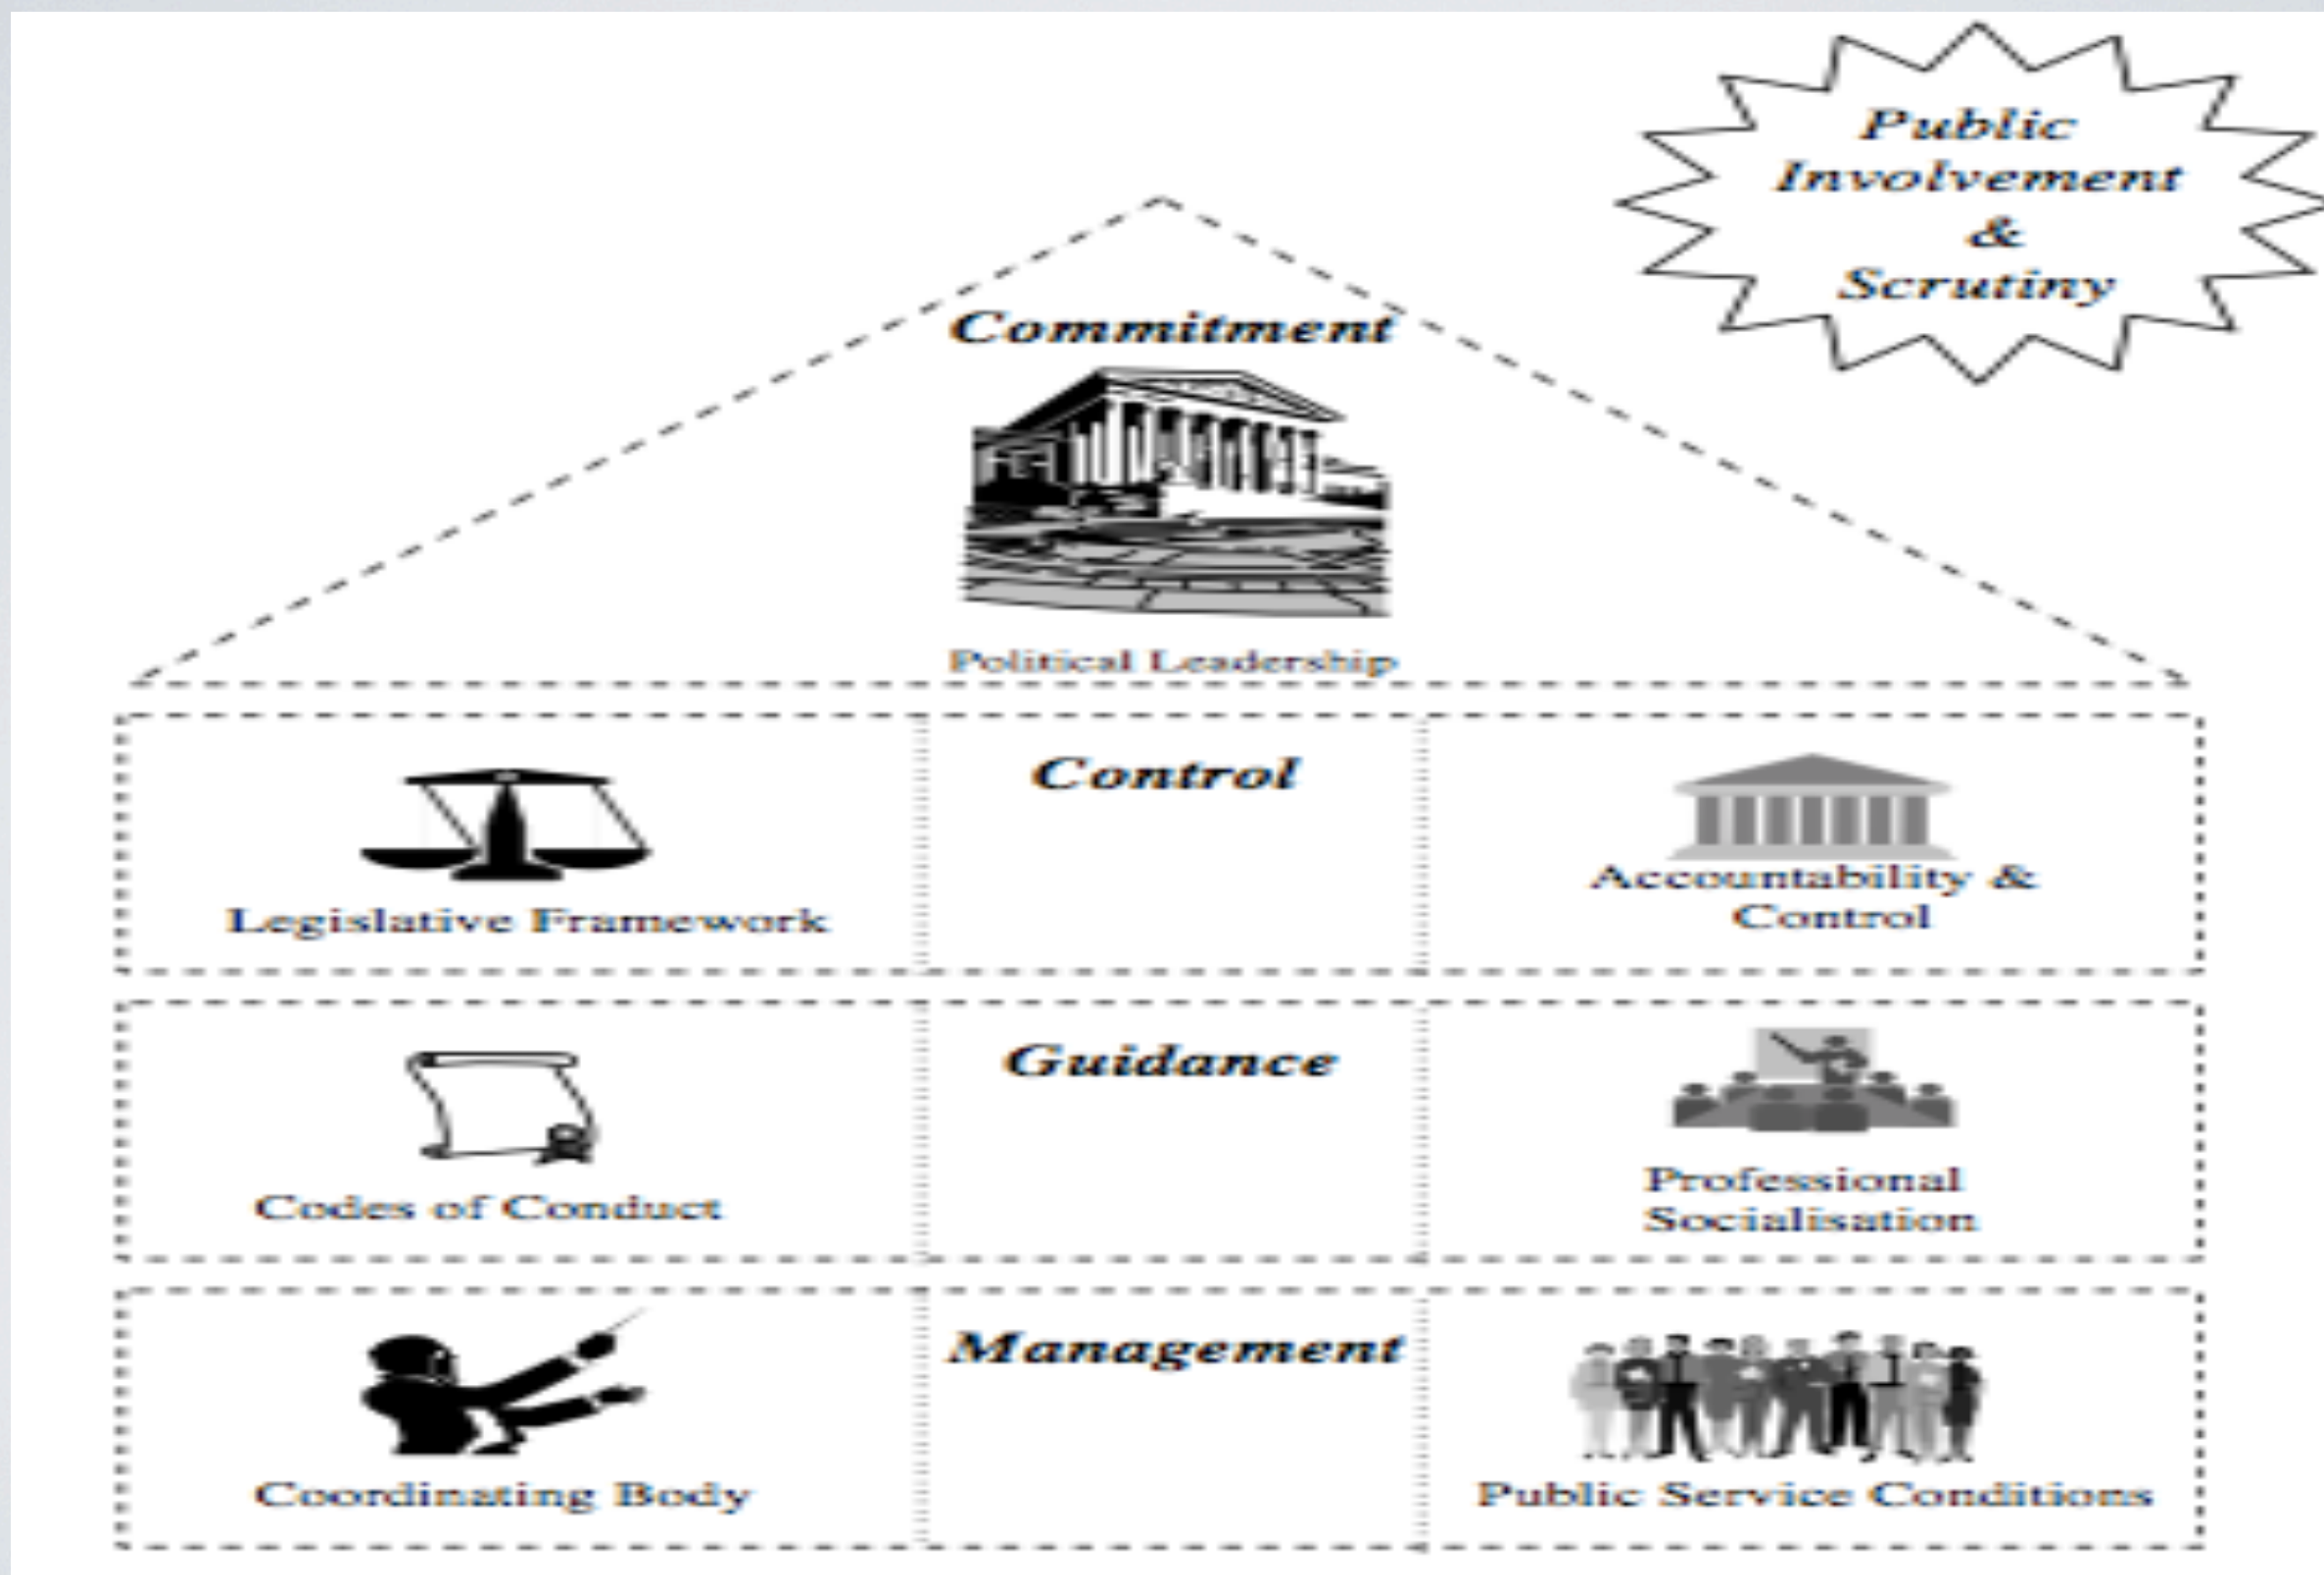 Public
Involvement
&
Scrutiny
Commitment
Political Leadership
Control
Legislative Framework
Accountability &
Control
Guidance
Codes of Conduct
Professional
Socialisation
Management
Coordinating Body
Public Service Conditions